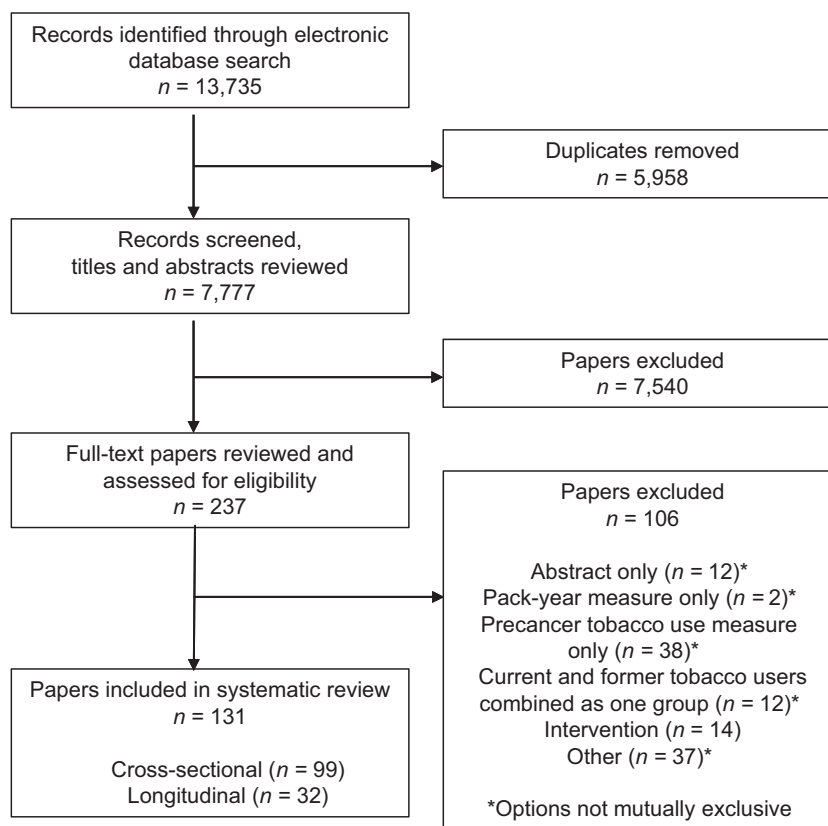 Records identified through electronic
database search
n = 13,735
Duplicates removed
n = 5,958
Records screened,
titles and abstracts reviewed
n = 7,777
Papers excluded
n = 7,540
Full-text papers reviewed and
assessed for eligibility
n = 237
Papers excluded
n = 106
Abstract only (n = 12)*
Pack-year measure only (n = 2)*
Precancer tobacco use measure
only (n = 38)*
Current and former tobacco users
combined as one group (n = 12)*
Intervention (n = 14)
Other (n = 37)*
*Options not mutually exclusive
Papers included in systematic review
n = 131
Cross-sectional (n = 99)
Longitudinal (n = 32)